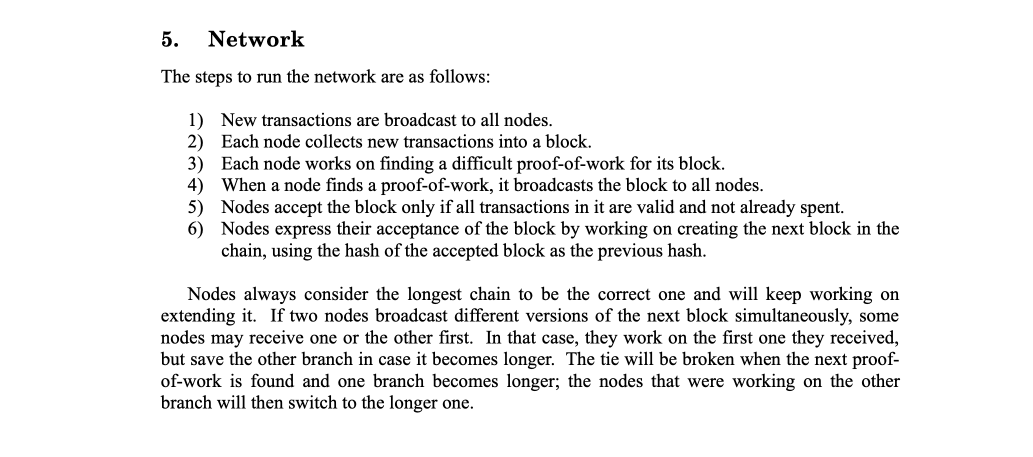 5. Network
The steps to run the network are as follows:
1) New transactions are broadcast to all nodes.
2) Each node collects new transactions into a block.
3) Each node works on finding a difficult proof-of-work for its block.
4) When a node finds a proof-of-work, it broadcasts the block to all nodes.
5) Nodes accept the block only if all transactions in it are valid and not already spent.
6) Nodes express their acceptance of the block by working on creating the next block in the
chain, using the hash of the accepted block as the previous hash.
Nodes always consider the longest chain to be the correct one and will keep working on
extending it. If two nodes broadcast different versions of the next block simultaneously, some
nodes may receive one or the other first. In that case, they work on the first one they received,
but save the other branch in case it becomes longer. The tie will be broken when the next proof-
of-work is found and one branch becomes longer; the nodes that were working on the other
branch will then switch to the longer one.